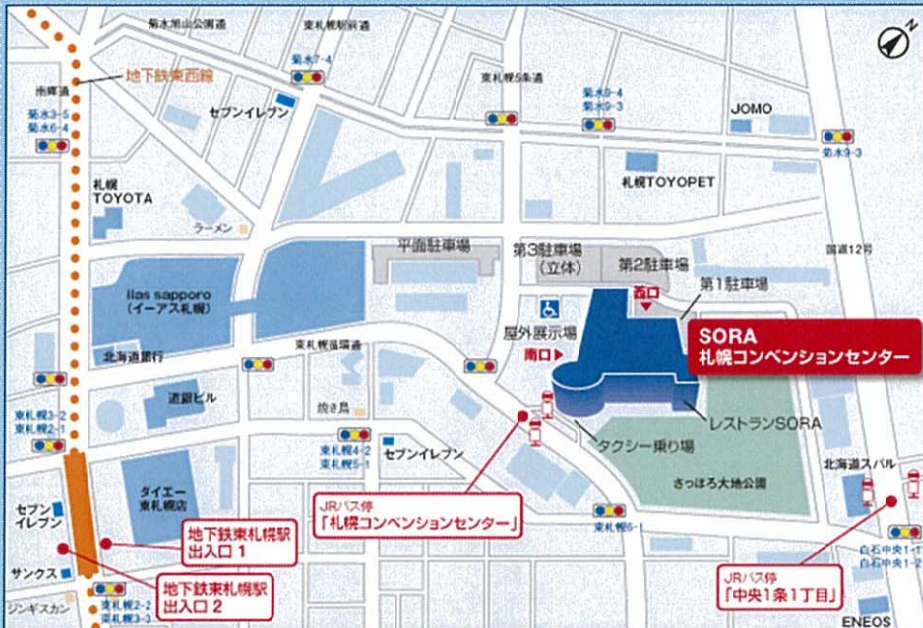 菊水旭山公園通
東札幌駅前通
N
地下鉄東西線
菊水7-4
南郷通
セブンイレブン
東札幌5条通
菊水9-4
菊水9-3
JOMO
菊水3-5
菊水6-4
菊水9-3
札幌
TOYOTA
札幌TOYOPET
ラーメン
平面駐車場
第3駐車場
(立体)
第2駐車場
国道12号
第1駐車場
iias sapporo
(イーアス札幌)
西口
屋外展示場
SORA
札幌コンベンションセンター
北海道銀行
東札幌循環通
南口
道銀ビル
焼き鳥
レストランSORA
東札幌3-2
東札幌2-1
タクシー乗り場
東札幌4-2
東札幌5-1
セブンイレブン
北海道スバル
さっぽろ大地公園
ダイエー
東札幌店
JRバス停
「札幌コンベンションセンター」
セブン
イレブン
地下鉄東札幌駅
出入口 1
東札幌6-1
白石中央1-1
白石中央1-2
サンクス
地下鉄東札幌駅
出入口 2
JRバス停
「中央1条1丁目」
ジンギスカン
東札幌2-2
東札幌3-3
ENEOS